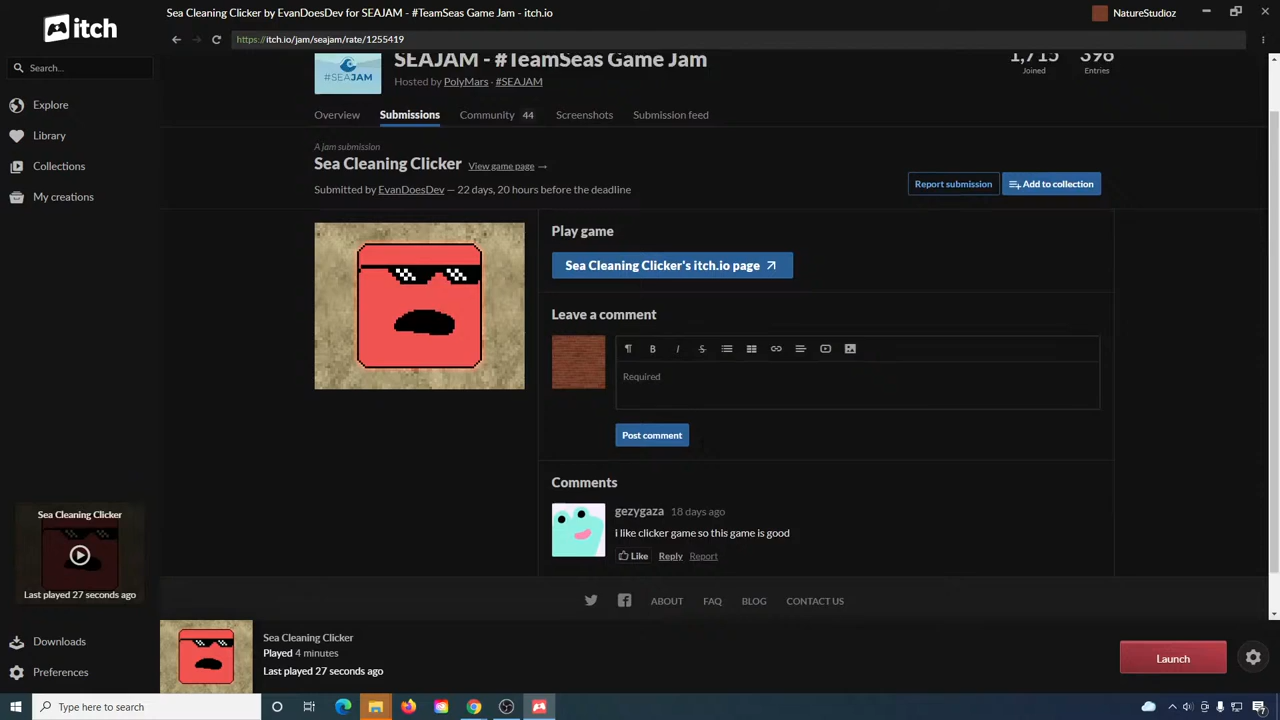 Sea Cleaning Clicker by EvanDoesDev for SEAJAM - #TeamSeas Game Jam - itch.io
NatureStudioz
itch
https://itch.io/jam/seajam/rate/1255419
Search...
Explore
Library
Collections
My creations
#SEAJAM
SEAJAM - #TeamSeas Game Jam
Hosted by PolyMars · #SEAJAM
1,715
Joined
396
Entries
Overview
Submissions
Community 44
Screenshots
Submission feed
A jam submission
Sea Cleaning Clicker View game page →
Submitted by EvanDoesDev — 22 days, 20 hours before the deadline
Report submission
Add to collection
Play game
Sea Cleaning Clicker's itch.io page
Leave a comment
Required
Post comment
Comments
gezygaza 18 days ago
i like clicker game so this game is good
Like Reply Report
ABOUT FAQ BLOG CONTACT US
Sea Cleaning Clicker
Last played 27 seconds ago
Downloads
Preferences
Sea Cleaning Clicker
Played 4 minutes
Last played 27 seconds ago
Launch
Type here to search